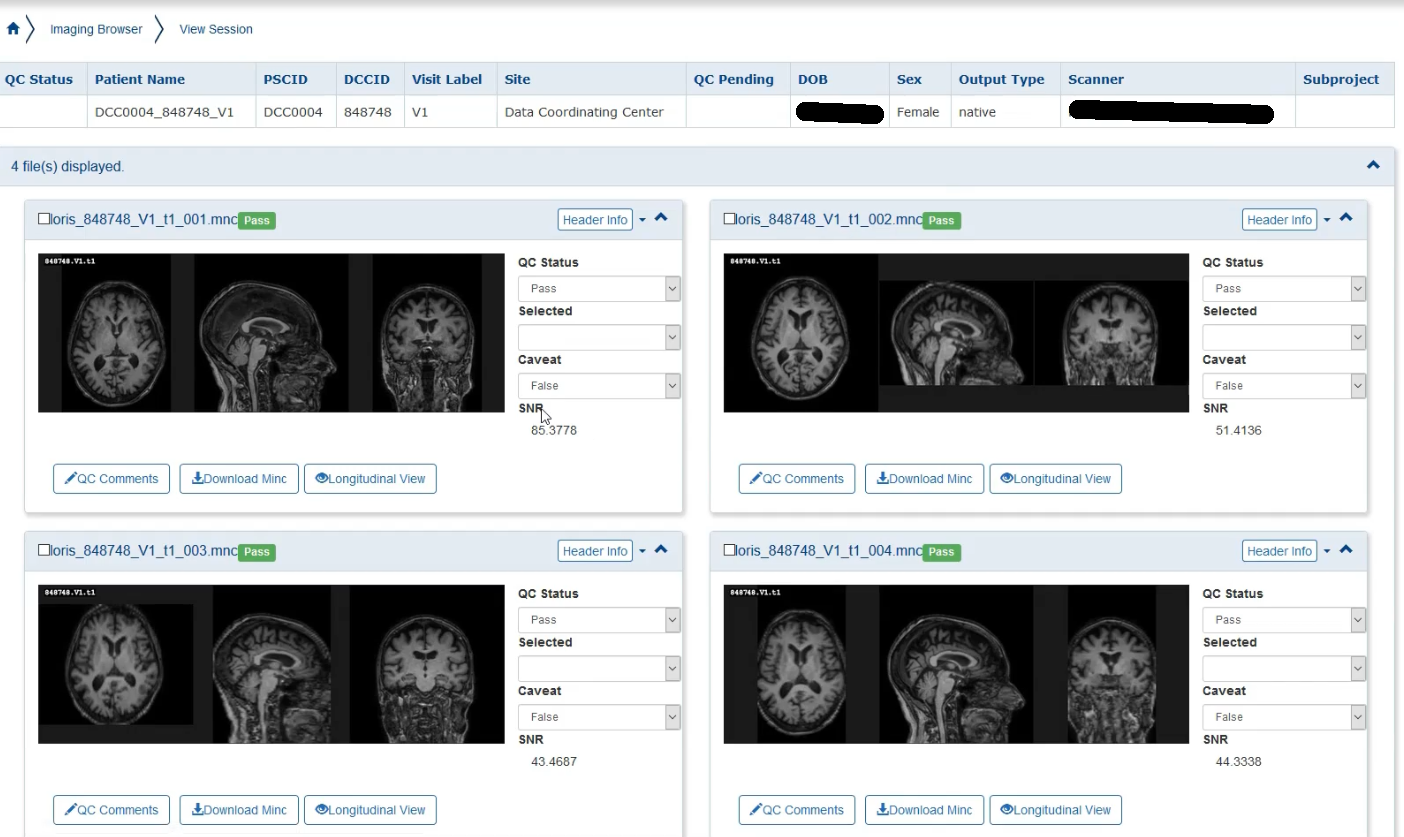 Imaging Browser View Session
QC Status Patient Name PSCID DCCID Visit Label Site QC Pending DOB Sex Output Type Scanner Subproject
DCC0004_848748_V1 DCC0004 848748 V1 Data Coordinating Center Female native
4 file(s) displayed.
loris_848748_V1_t1_001.mnc Pass Header Info
848748.V1.t1
QC Status
Pass
Selected
Caveat
False
SNR
85.3778
QC Comments Download Minc Longitudinal View
loris_848748_V1_t1_002.mnc Pass Header Info
848748.V1.t1
QC Status
Pass
Selected
Caveat
False
SNR
51.4136
QC Comments Download Minc Longitudinal View
loris_848748_V1_t1_003.mnc Pass Header Info
848748.V1.t1
QC Status
Pass
Selected
Caveat
False
SNR
43.4687
QC Comments Download Minc Longitudinal View
loris_848748_V1_t1_004.mnc Pass Header Info
848748.V1.t1
QC Status
Pass
Selected
Caveat
False
SNR
44.3338
QC Comments Download Minc Longitudinal View